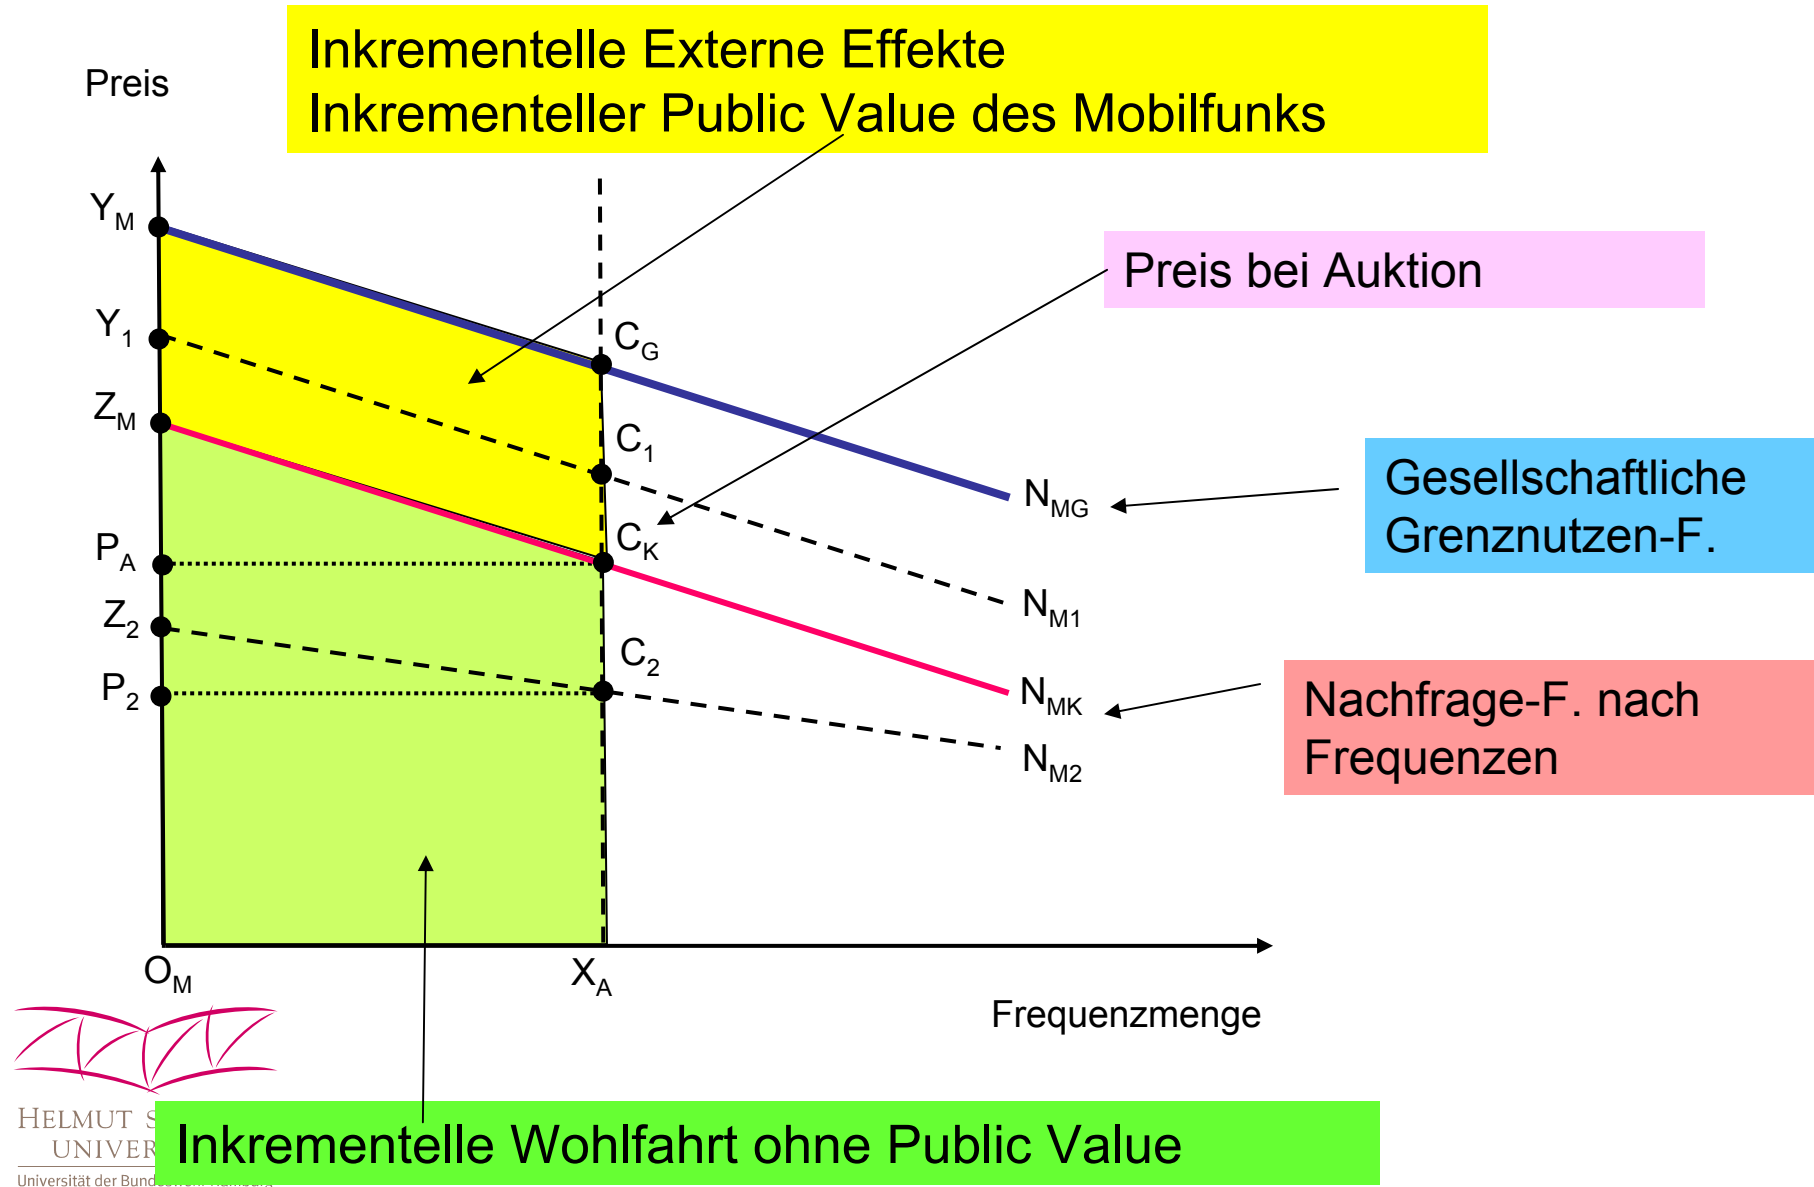 Inkrementelle Externe Effekte
Inkrementeller Public Value des Mobilfunks
Preis
Y_M
Preis bei Auktion
Y_1
C_G
Z_M
C_1
Gesellschaftliche
Grenznutzen-F.
N_MG
P_A
C_K
Z_2
N_M1
C_2
P_2
N_MK
Nachfrage-F. nach
Frequenzen
N_M2
O_M
X_A
Frequenzmenge
HELMUT
Inkrementelle Wohlfahrt ohne Public Value
Universität der